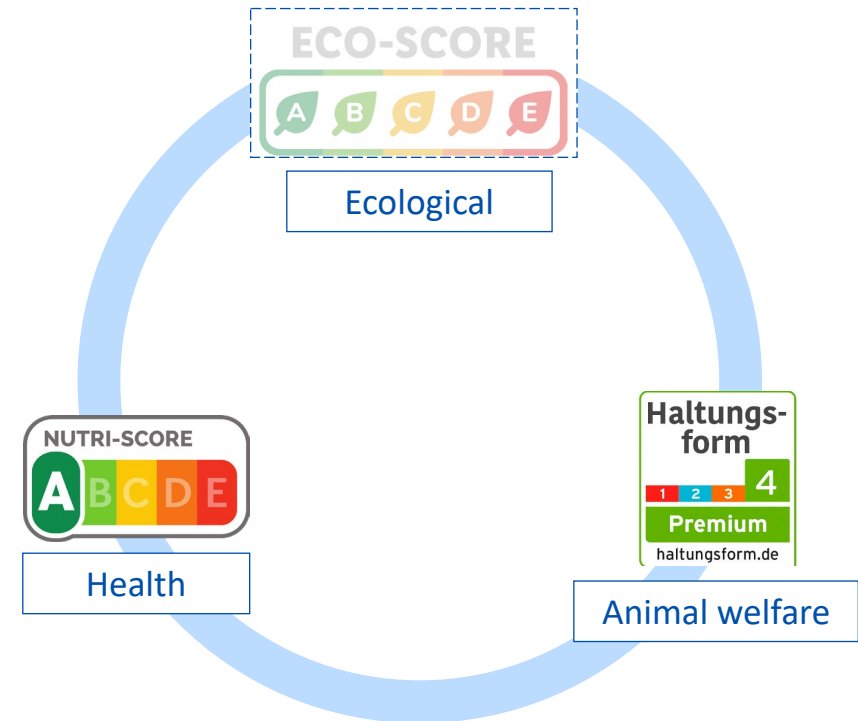 ECO-SCORE
A B C D E
Ecological
NUTRI-SCORE
A B C D E
Health
Haltungs-
form
1 2 3 4
Premium
haltungsform.de
Animal welfare